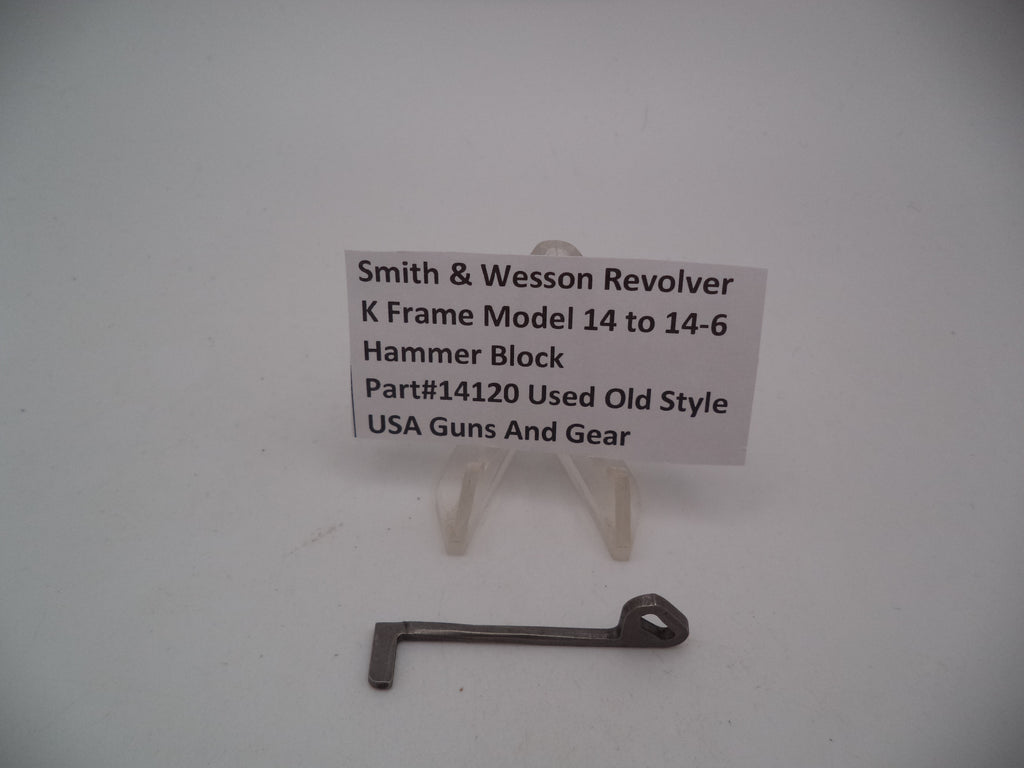 Smith & Wesson Revolver
K Frame Model 14 to 14-6
Hammer Block
Part#14120 Used Old Style
USA Guns And Gear